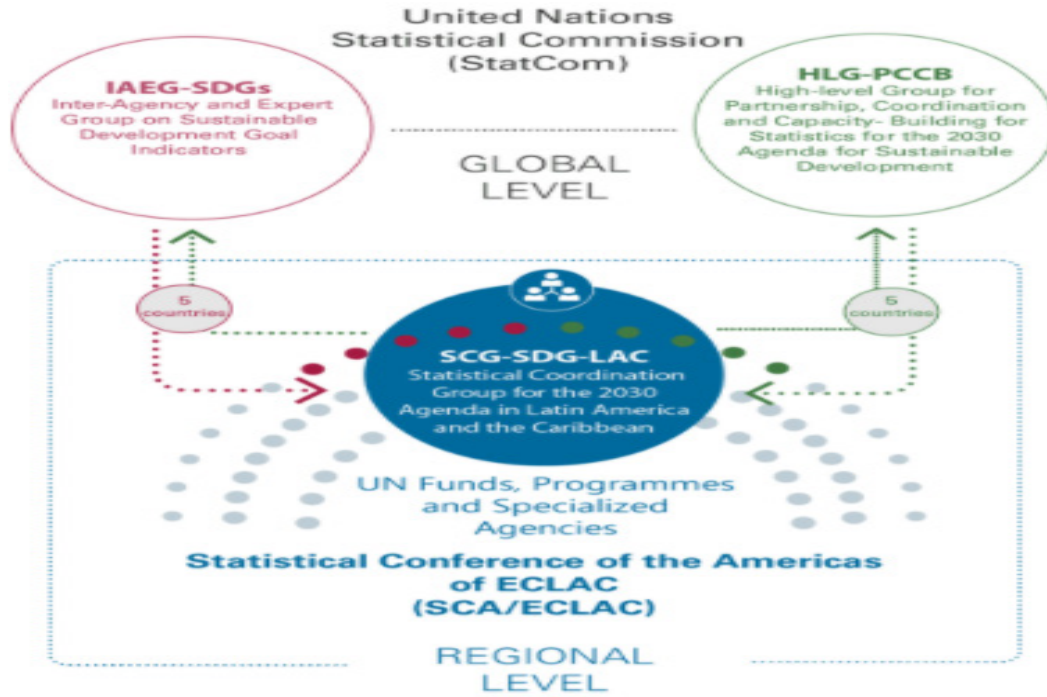 United Nations
Statistical Commission
(StatCom)
IAEG-SDGs
Inter-Agency and Expert
Group on Sustainable
Development Goal
Indicators
HLG-PCCB
High-level Group for
Partnership, Coordination
and Capacity- Building for
Statistics for the 2030
Agenda for Sustainable
Development
GLOBAL
LEVEL
5
countries
5
countries
SCG-SDG-LAC
Statistical Coordination
Group for the 2030
Agenda in Latin America
and the Caribbean
UN Funds, Programmes
and Specialized
Agencies
Statistical Conference of the Americas
of ECLAC
(SCA/ECLAC)
REGIONAL
LEVEL